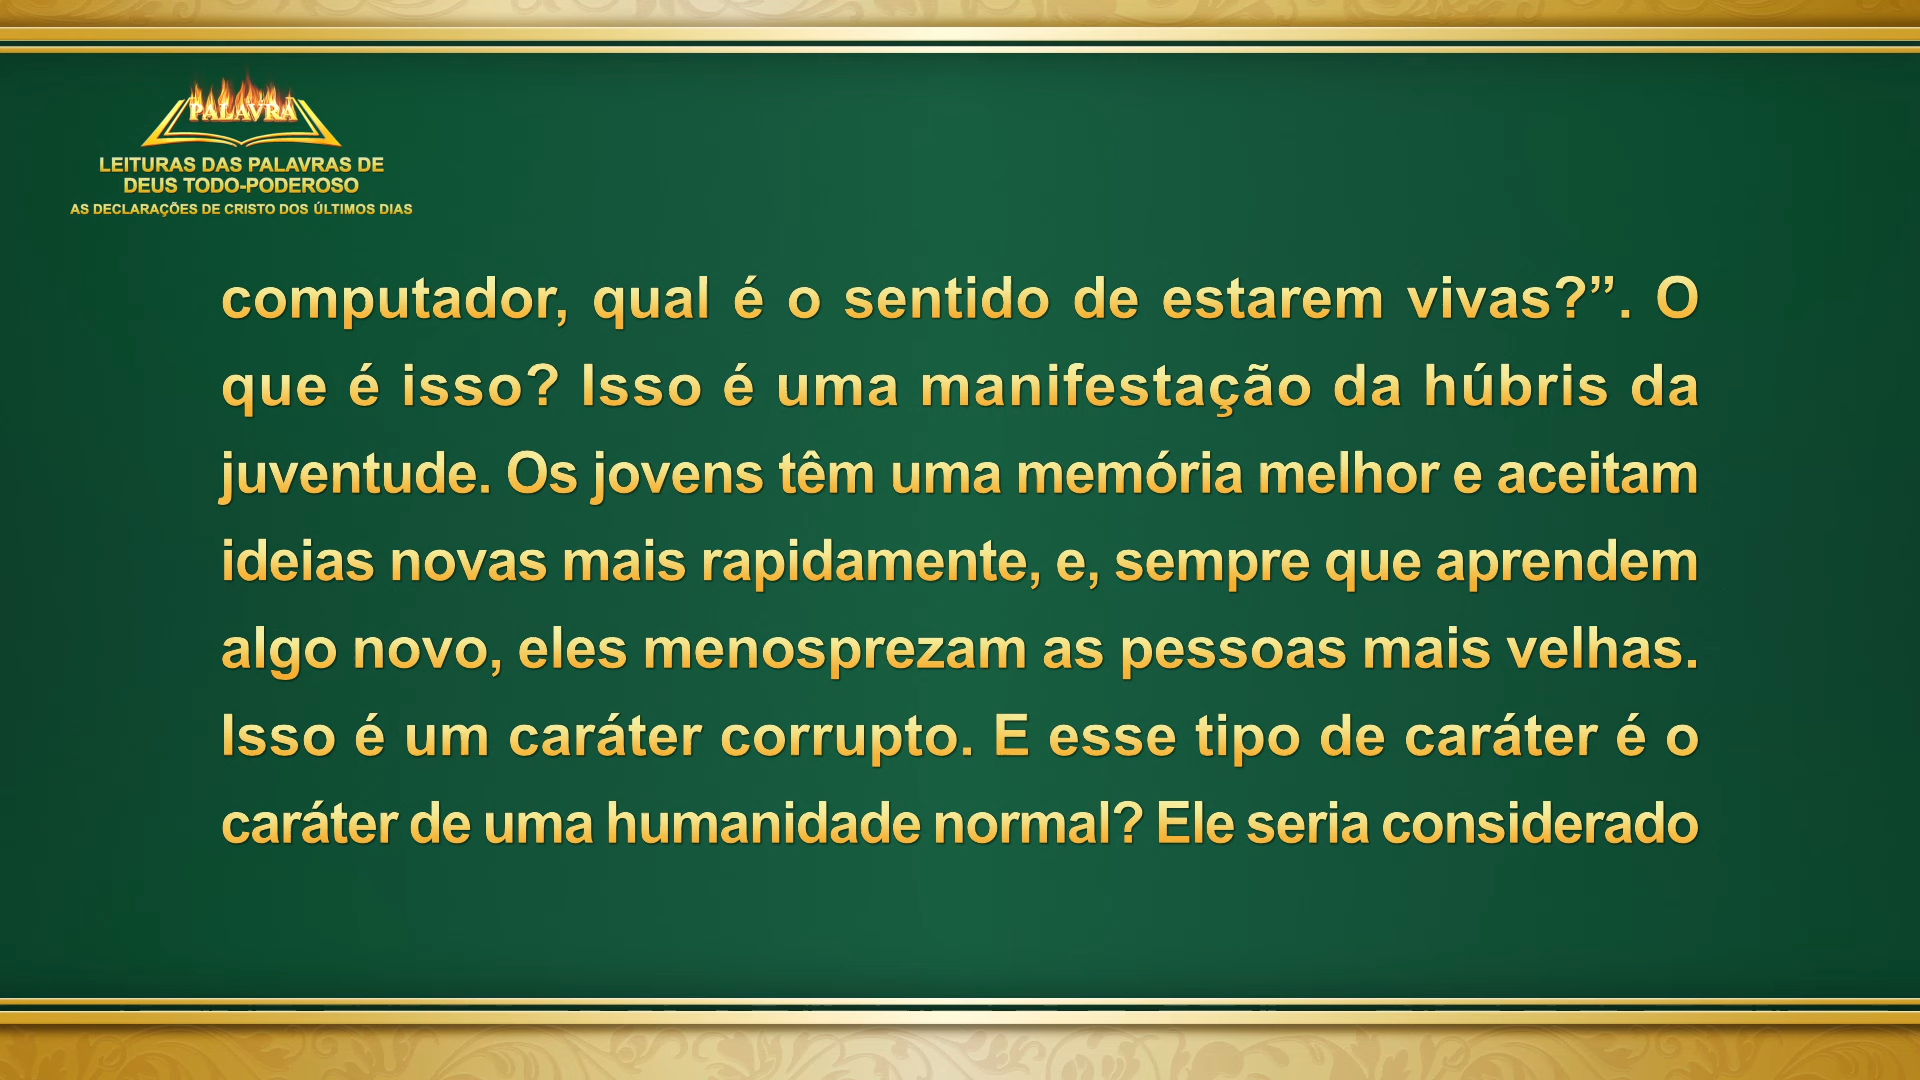 PALAVRA
LEITURAS DAS PALAVRAS DE
DEUS TODO-PODEROSO
AS DECLARAÇÕES DE CRISTO DOS ÚLTIMOS DIAS
computador, qual é o sentido de estarem vivas?”. O
que é isso? Isso é uma manifestação da húbris da
juventude. Os jovens têm uma memória melhor e aceitam
ideias novas mais rapidamente, e, sempre que aprendem
algo novo, eles menosprezam as pessoas mais velhas.
Isso é um caráter corrupto. E esse tipo de caráter é o
caráter de uma humanidade normal? Ele seria considerado